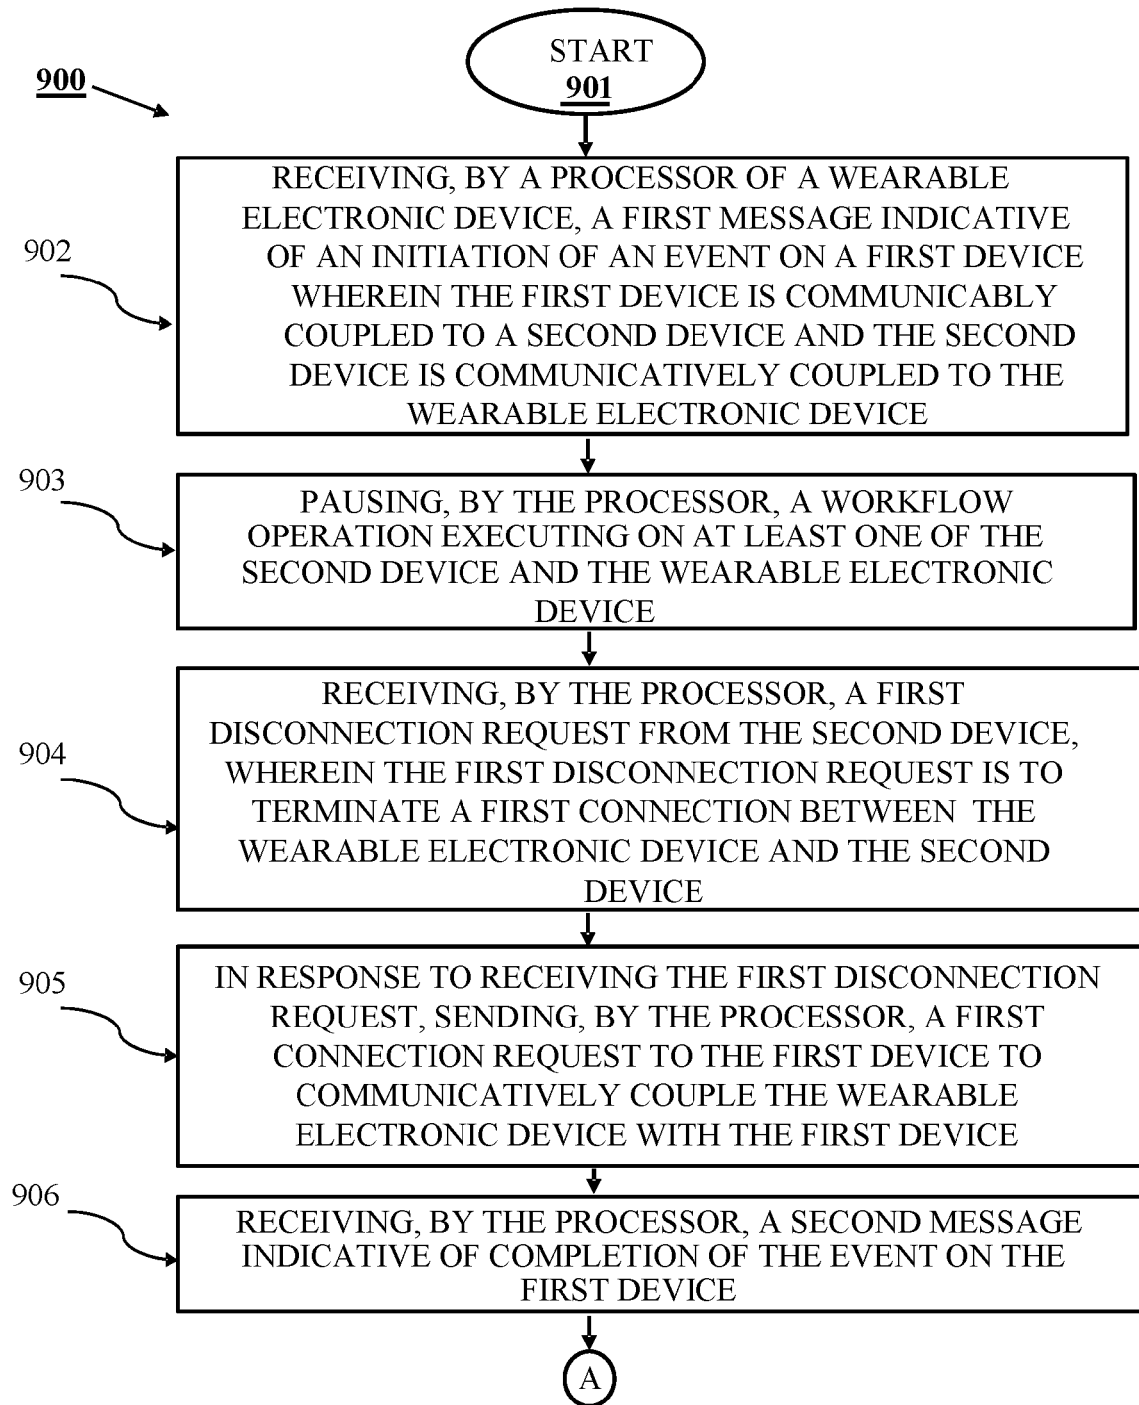 START
901
900
RECEIVING, BY A PROCESSOR OF A WEARABLE
ELECTRONIC DEVICE, A FIRST MESSAGE INDICATIVE
OF AN INITIATION OF AN EVENT ON A FIRST DEVICE
WHEREIN THE FIRST DEVICE IS COMMUNICABLY
COUPLED TO A SECOND DEVICE AND THE SECOND
DEVICE IS COMMUNICATIVELY COUPLED TO THE
WEARABLE ELECTRONIC DEVICE
902
903
PAUSING, BY THE PROCESSOR, A WORKFLOW
OPERATION EXECUTING ON AT LEAST ONE OF THE
SECOND DEVICE AND THE WEARABLE ELECTRONIC
DEVICE
904
RECEIVING, BY THE PROCESSOR, A FIRST
DISCONNECTION REQUEST FROM THE SECOND DEVICE,
WHEREIN THE FIRST DISCONNECTION REQUEST IS TO
TERMINATE A FIRST CONNECTION BETWEEN THE
WEARABLE ELECTRONIC DEVICE AND THE SECOND
DEVICE
905
IN RESPONSE TO RECEIVING THE FIRST DISCONNECTION
REQUEST, SENDING, BY THE PROCESSOR, A FIRST
CONNECTION REQUEST TO THE FIRST DEVICE TO
COMMUNICATIVELY COUPLE THE WEARABLE
ELECTRONIC DEVICE WITH THE FIRST DEVICE
906
RECEIVING, BY THE PROCESSOR, A SECOND MESSAGE
INDICATIVE OF COMPLETION OF THE EVENT ON THE
FIRST DEVICE
A